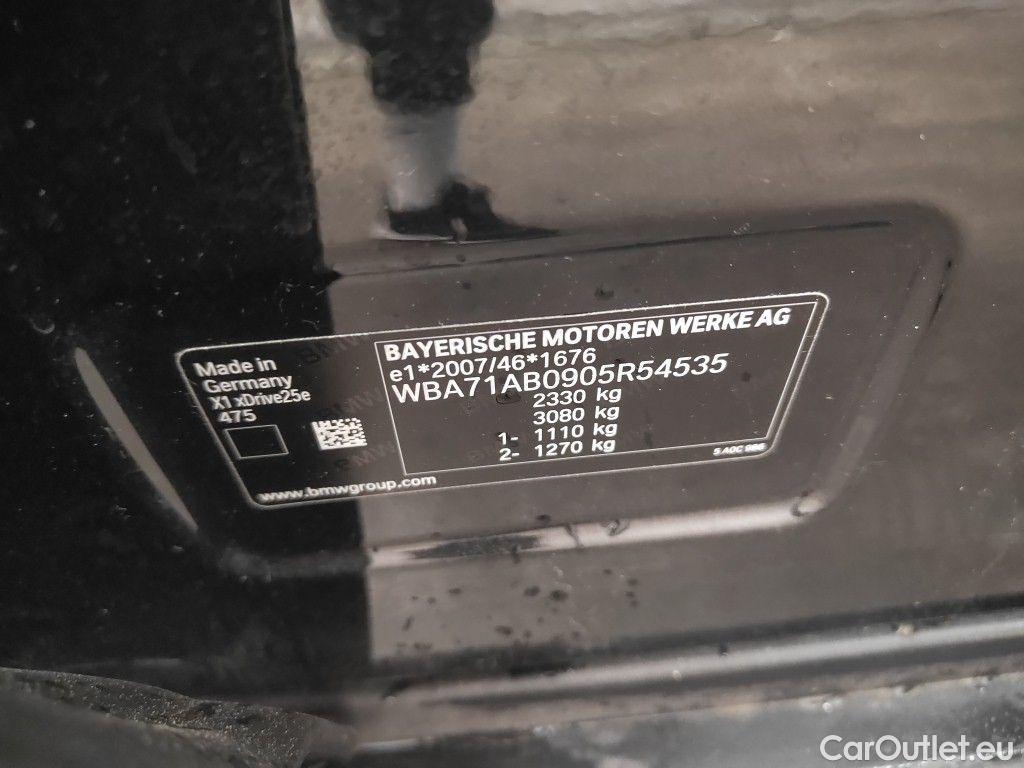 Made in
Germany
X1 xDrive25e
475
BAYERISCHE MOTOREN WERKE AG
e1*2007/46*1676
WBA71AB0905R54535
2330 kg
3080 kg
1- 1110 kg
2- 1270 kg
www.bmwgroup.com
CarOutlet.eu